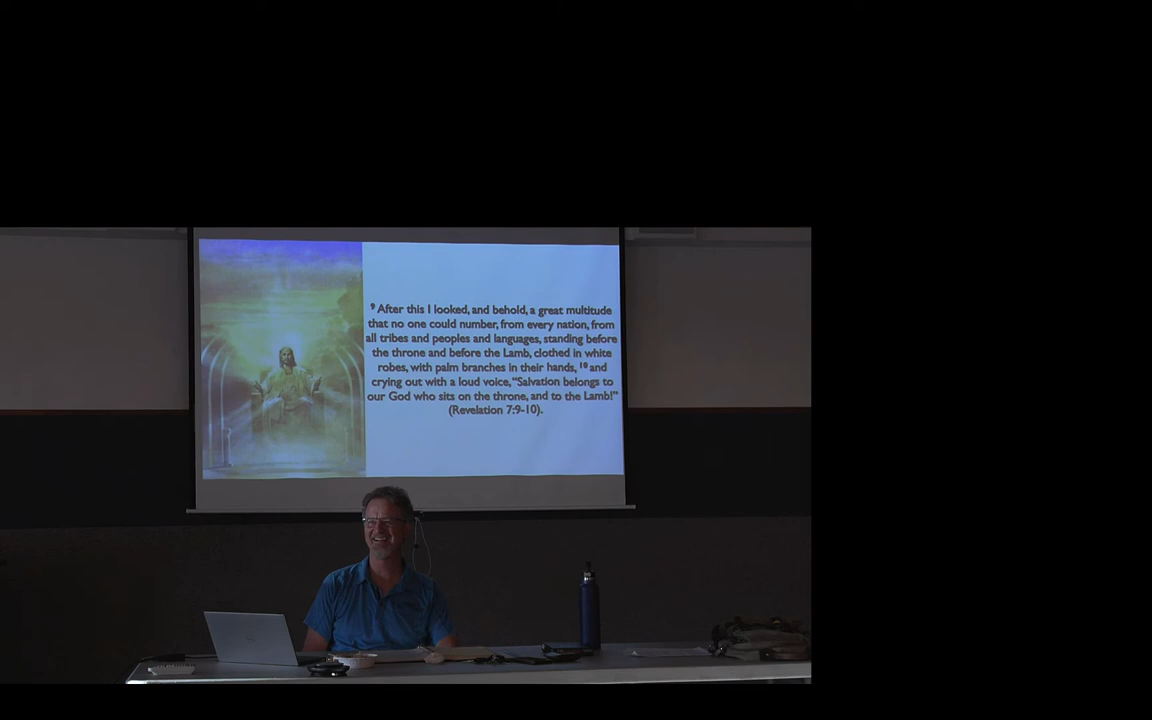 ⁹ After this I looked, and behold, a great multitude
that no one could number, from every nation, from
all tribes and peoples and languages, standing before
the throne and before the Lamb, clothed in white
robes, with palm branches in their hands, ¹⁰ and
crying out with a loud voice, “Salvation belongs to
our God who sits on the throne, and to the Lamb!”
(Revelation 7:9-10).